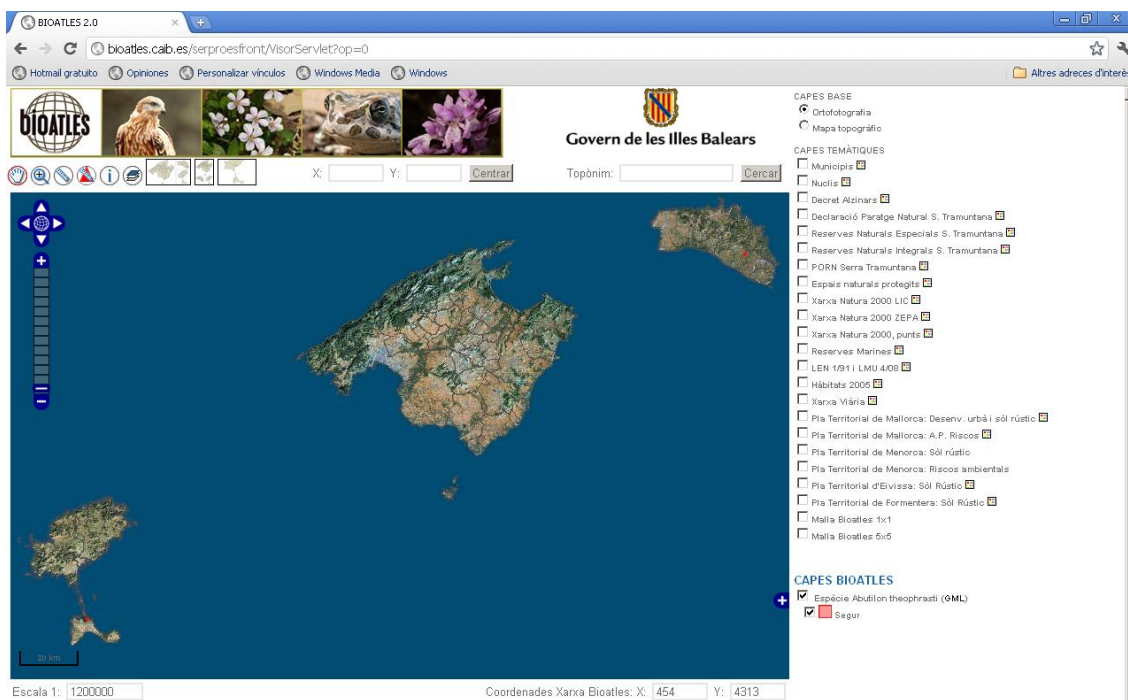 BIOATLES 2.0
bioatles.caib.es/serproesfront/VisorServlet?op=0
Hotmail gratuito Opiniones Personalizar vínculos Windows Media Windows Altres adreces d'interès
BIOATLES
Govern de les Illes Balears
X: Y: Centrar Topònim: Cercar
CAPES BASE
Ortofotografia
Mapa topogràfic
CAPES TEMÀTIQUES
Municipis
Nuclis
Decret Alzinars
Declaració Paratge Natural S. Tramuntana
Reserves Naturals Especials S. Tramuntana
Reserves Naturals Integrals S. Tramuntana
PORN Serra Tramuntana
Espais naturals protegits
Xarxa Natura 2000 LIC
Xarxa Natura 2000 ZEPA
Xarxa Natura 2000, punts
Reserves Marines
LEN 1/91 i LMU 4/08
Hàbitats 2005
Xarxa Viària
Pla Territorial de Mallorca: Desenv. urbà i sòl rústic
Pla Territorial de Mallorca: A.P. Riscos
Pla Territorial de Menorca: Sòl rústic
Pla Territorial de Menorca: Riscos ambientals
Pla Territorial d'Eivissa: Sòl Rústic
Pla Territorial de Formentera: Sòl Rústic
Malla Bioatles 1x1
Malla Bioatles 5x5
CAPES BIOATLES
Espècie Abutilon theophrasti (GML)
Segur
20 km
Escala 1: 1200000 Coordenades Xarxa Bioatles: X: 454 Y: 4313